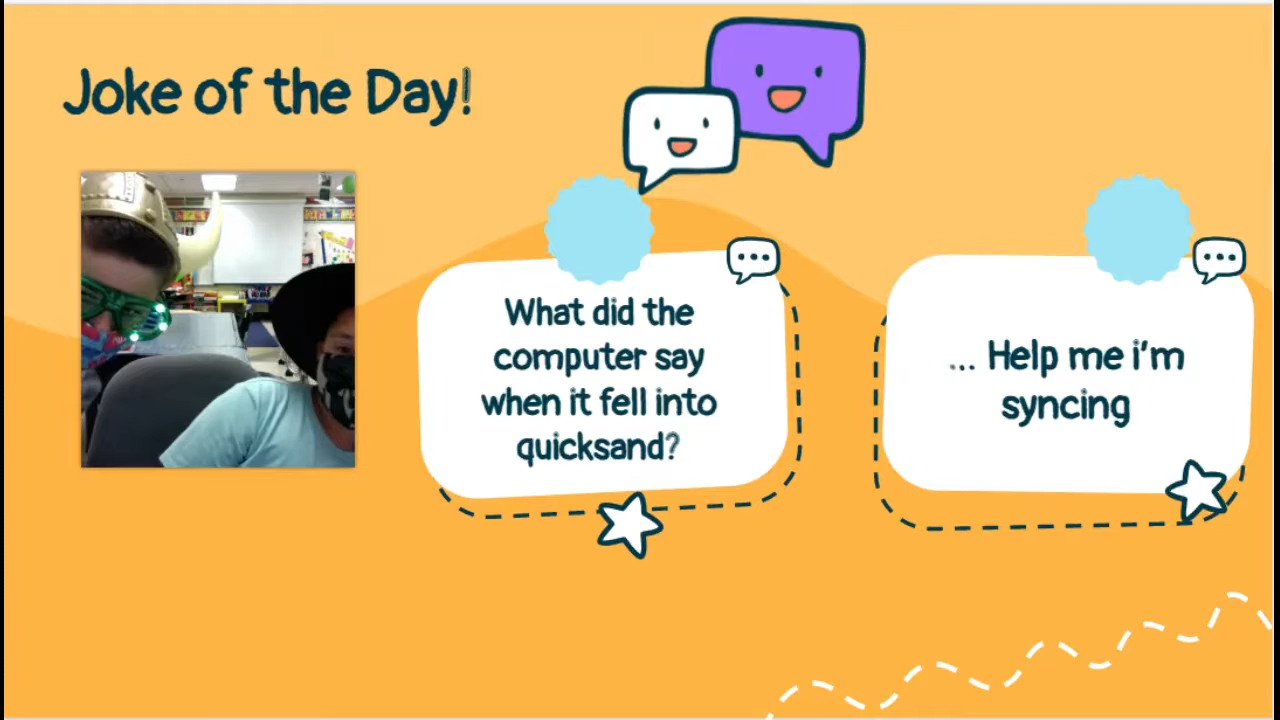 Joke of the Day!
What did the
computer say
when it fell into
quicksand?
... Help me i'm
syncing